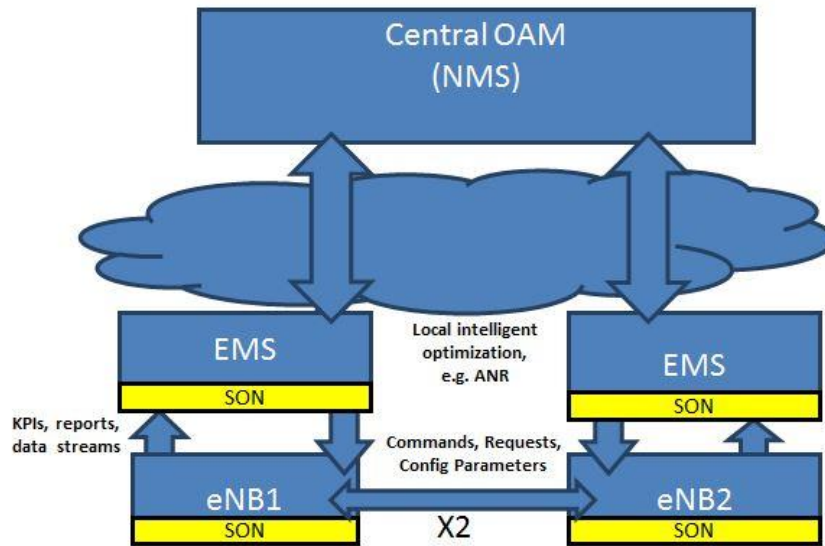 Central OAM
(NMS)
EMS
SON
Local intelligent
optimization,
e.g. ANR
EMS
SON
KPIs, reports,
data streams
Commands, Requests,
Config Parameters
eNB1
SON
X2
eNB2
SON